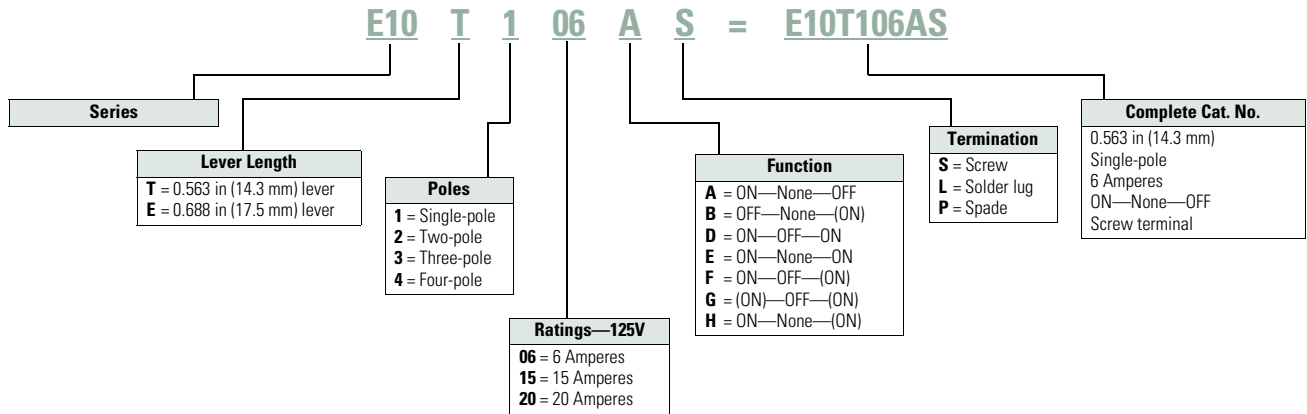 E10 T 1 06 A S = E10T106AS
Series
Lever Length
T = 0.563 in (14.3 mm) lever
E = 0.688 in (17.5 mm) lever
Poles
1 = Single-pole
2 = Two-pole
3 = Three-pole
4 = Four-pole
Ratings—125V
06 = 6 Amperes
15 = 15 Amperes
20 = 20 Amperes
Function
A = ON—None—OFF
B = OFF—None—(ON)
D = ON—OFF—ON
E = ON—None—ON
F = ON—OFF—(ON)
G = (ON)—OFF—(ON)
H = ON—None—(ON)
Termination
S = Screw
L = Solder lug
P = Spade
Complete Cat. No.
0.563 in (14.3 mm)
Single-pole
6 Amperes
ON—None—OFF
Screw terminal